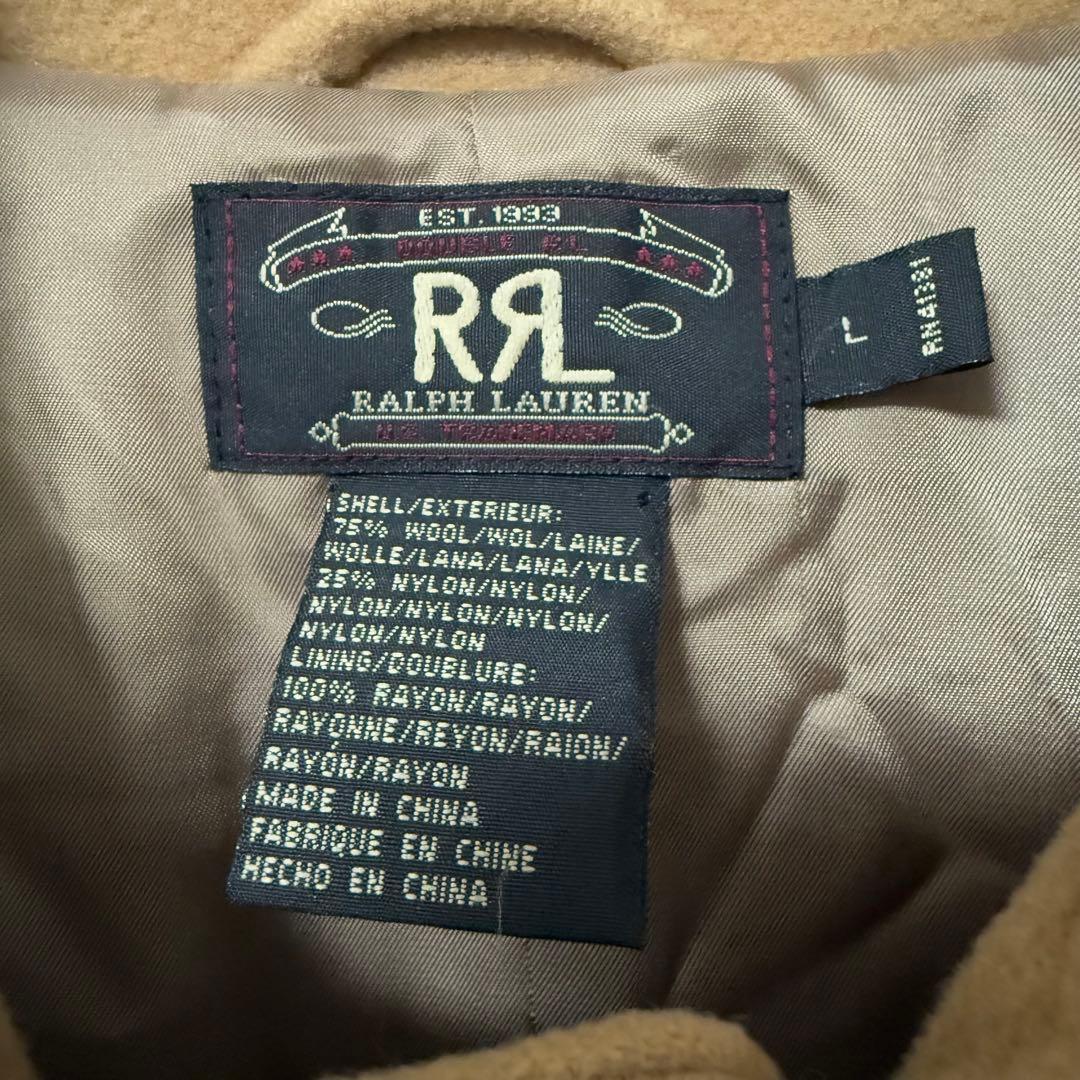 EST. 1993
DOUBLE RL
RRL
RALPH LAUREN
U.S. TRADEMARK
L
RN41381
SHELL/EXTERIEUR:
75% WOOL/WOL/LAINE/
WOLLE/LANA/LANA/YLLE
25% NYLON/NYLON/
NYLON/NYLON/NYLON/
NYLON/NYLON
LINING/DOUBLURE:
100% RAYON/RAYON/
RAYONNE/REYON/RAION/
RAYÓN/RAYON
MADE IN CHINA
FABRIQUE EN CHINE
HECHO EN CHINA